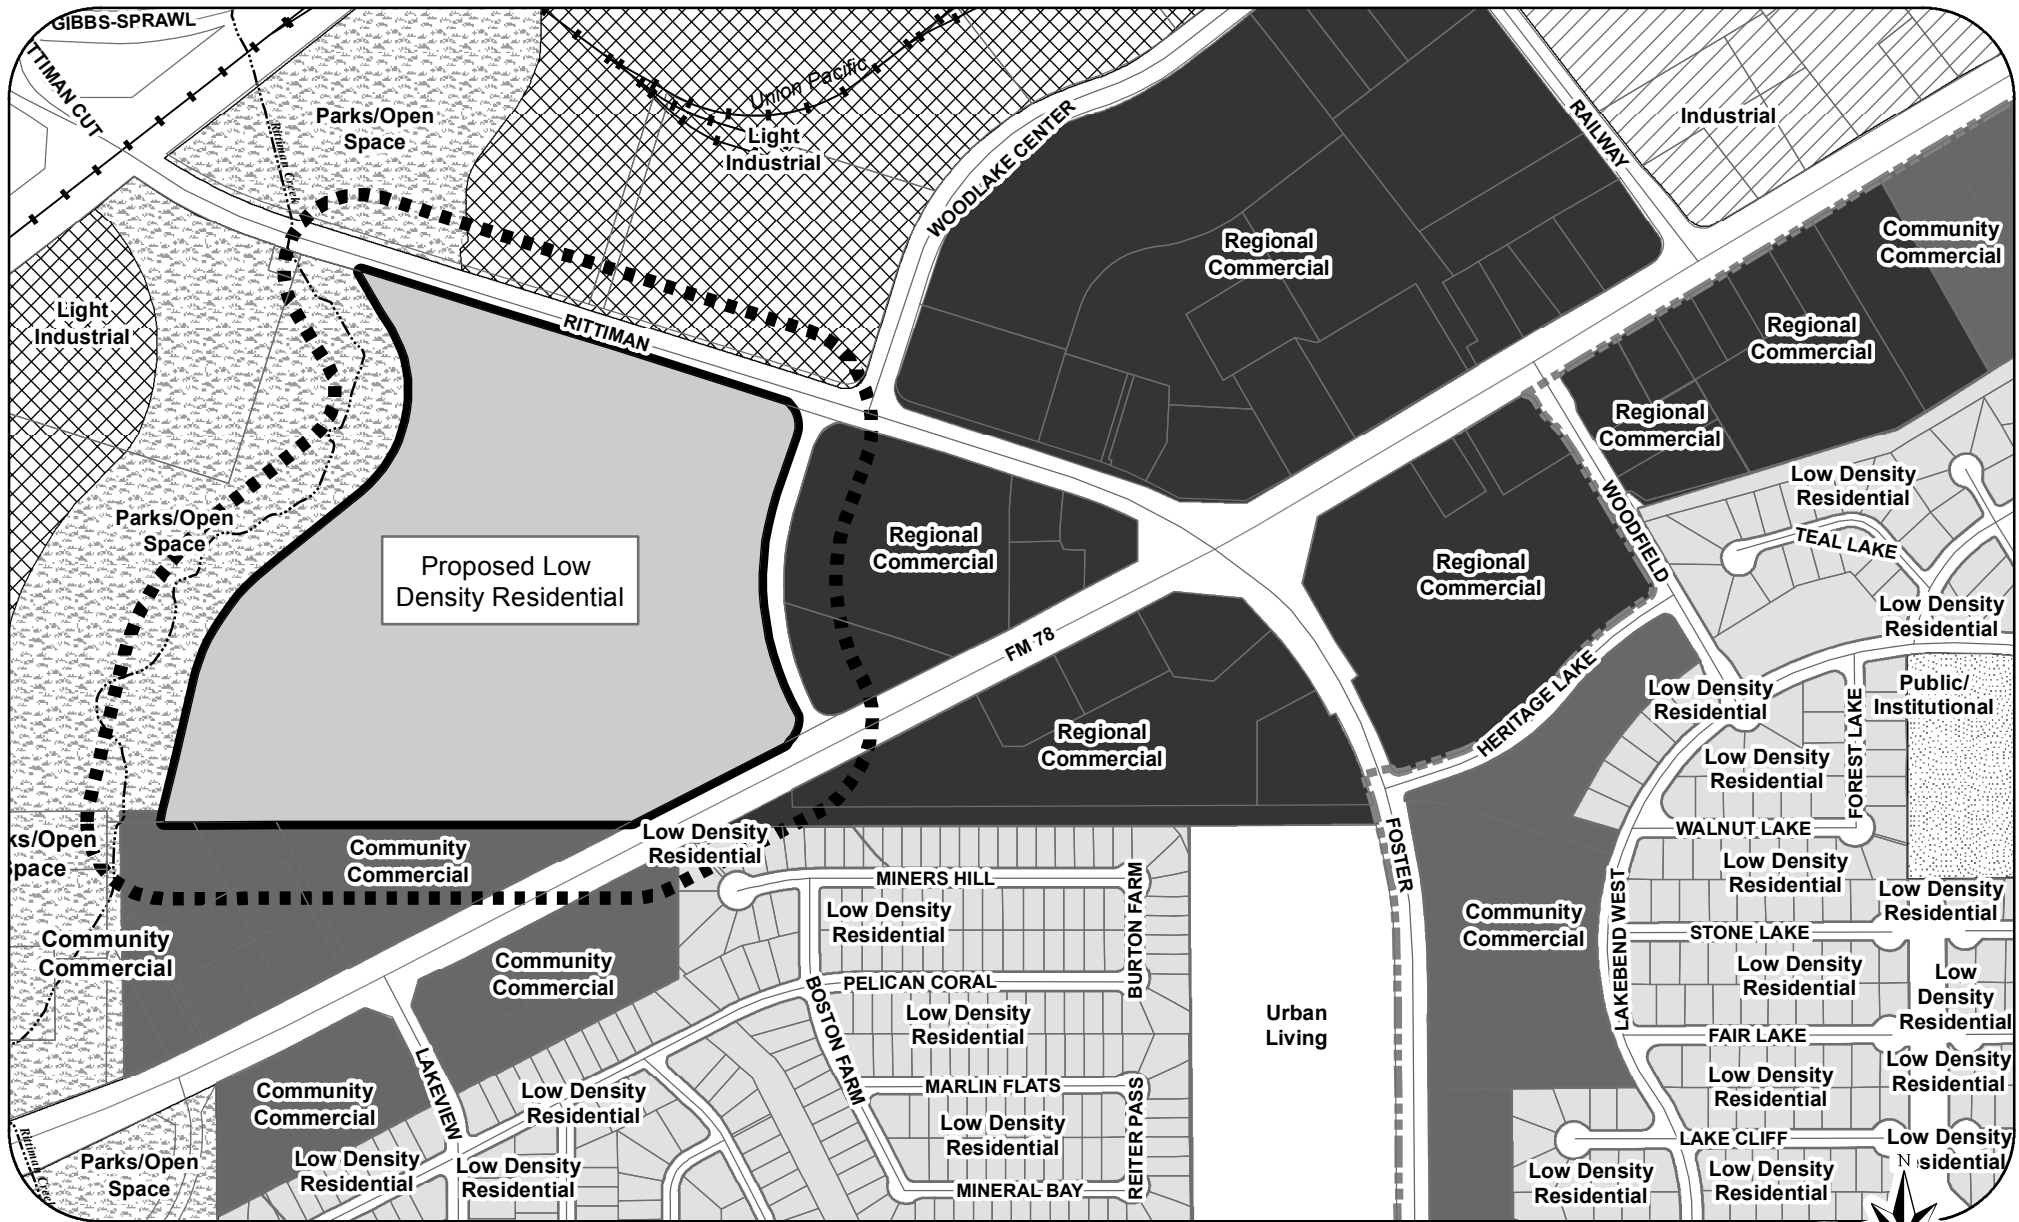 GIBBS-SPRAWL
TTIMAN CUT
Rittiman Creek
Parks/Open
Space
Union Pacific
Light
Industrial
WOODLAKE CENTER
RAILWAY
Industrial
Regional
Commercial
Community
Commercial
Light
Industrial
RITTIMAN
Regional
Commercial
Regional
Commercial
Low Density
Residential
TEAL LAKE
WOODFIELD
Parks/Open
Space
Proposed Low
Density Residential
Regional
Commercial
Regional
Commercial
Low Density
Residential
FM 78
HERITAGE LAKE
Low Density
Residential
Public/
Institutional
FOREST LAKE
Regional
Commercial
Low Density
Residential
ks/Open
pace
Community
Commercial
Low Density
Residential
FOSTER
WALNUT LAKE
Low Density
Residential
MINERS HILL
BURTON FARM
Low Density
Residential
Low Density
Residential
Community
Commercial
LAKEBEND WEST
STONE LAKE
Community
Commercial
Community
Commercial
PELICAN CORAL
BOSTON FARM
Low Density
Residential
Low Density
Residential
Low
Density
Residential
Urban
Living
FAIR LAKE
LAKEVIEW
Community
Commercial
Low Density
Residential
MARLIN FLATS
REITER PASS
Low Density
Residential
Low Density
Residential
Low Density
Residential
LAKE CLIFF
Low Density
sidential
Rittiman Creek
Parks/Open
Space
Low Density
Residential
Low Density
Residential
MINERAL BAY
Low Density
Residential
Low Density
Residential
N